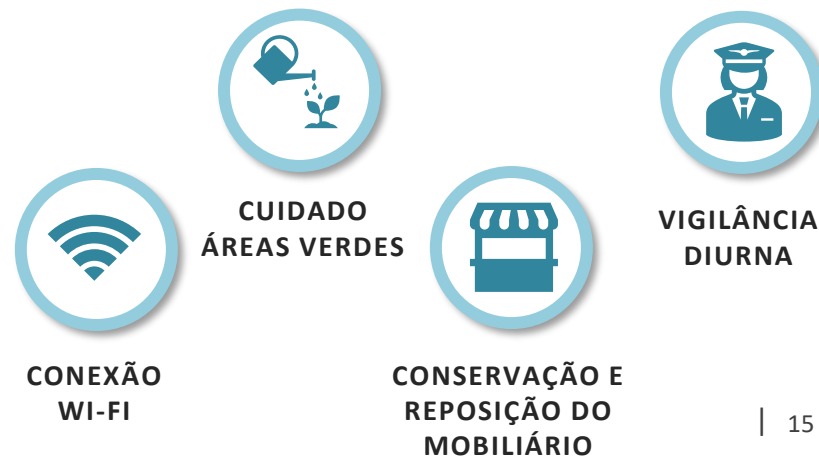 CONEXÃO
WI-FI
CUIDADO
ÁREAS VERDES
CONSERVAÇÃO E
REPOSIÇÃO DO
MOBILIÁRIO
VIGILÂNCIA
DIURNA
| 15